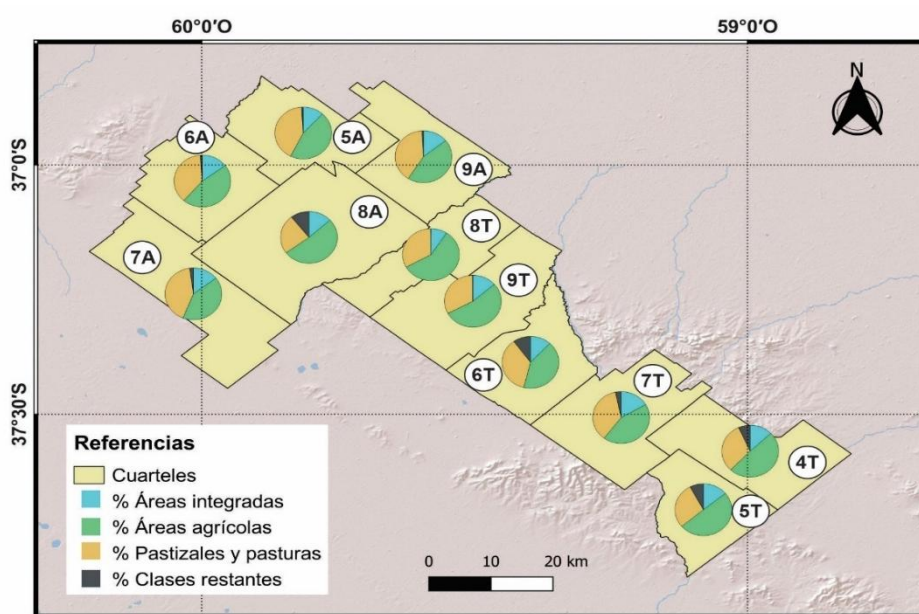 60°0′O 59°0′O
N
6A 5A
37°0′S
9A
8A 8T
7A
9T
6T 7T
37°30′S
4T
5T
Referencias
Cuarteles
% Áreas integradas
% Áreas agrícolas
% Pastizales y pasturas
% Clases restantes
0 10 20 km